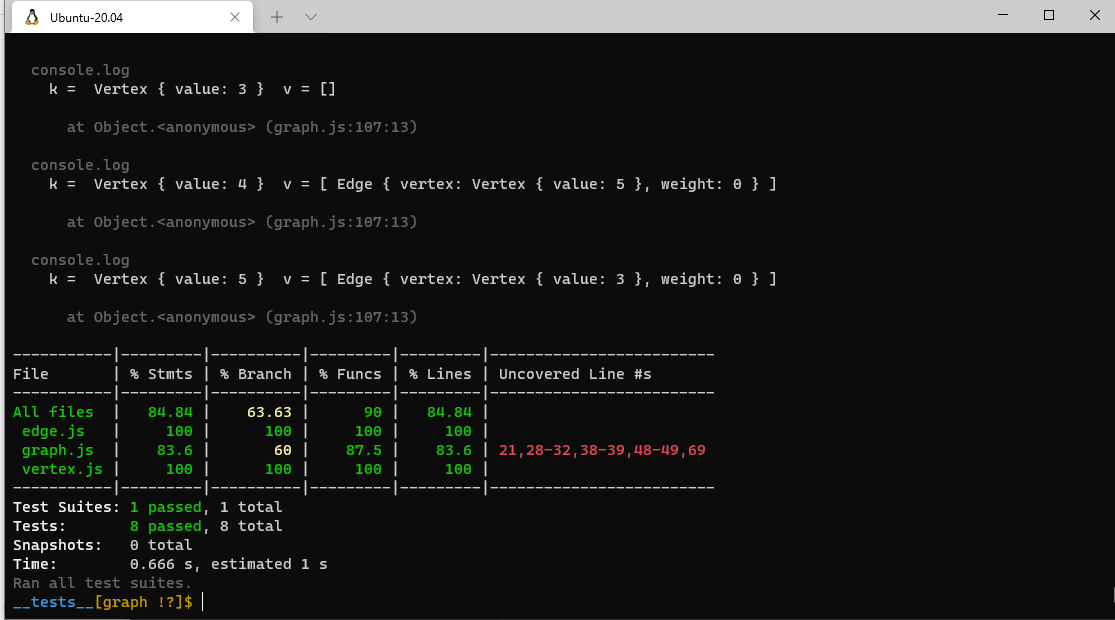 Ubuntu-20.04
console.log
k =  Vertex { value: 3 }  v = []
at Object.<anonymous> (graph.js:107:13)
console.log
k =  Vertex { value: 4 }  v = [ Edge { vertex: Vertex { value: 5 }, weight: 0 } ]
at Object.<anonymous> (graph.js:107:13)
console.log
k =  Vertex { value: 5 }  v = [ Edge { vertex: Vertex { value: 3 }, weight: 0 } ]
at Object.<anonymous> (graph.js:107:13)
-----------|---------|----------|---------|---------|-------------------------
File       | % Stmts | % Branch | % Funcs | % Lines | Uncovered Line #s
-----------|---------|----------|---------|---------|-------------------------
All files  |   84.84 |    63.63 |      90 |   84.84 |
 edge.js   |     100 |      100 |     100 |     100 |
 graph.js  |    83.6 |       60 |    87.5 |    83.6 | 21,28-32,38-39,48-49,69
 vertex.js |     100 |      100 |     100 |     100 |
-----------|---------|----------|---------|---------|-------------------------
Test Suites: 1 passed, 1 total
Tests:       8 passed, 8 total
Snapshots:   0 total
Time:        0.666 s, estimated 1 s
Ran all test suites.
__tests__[graph !?]$